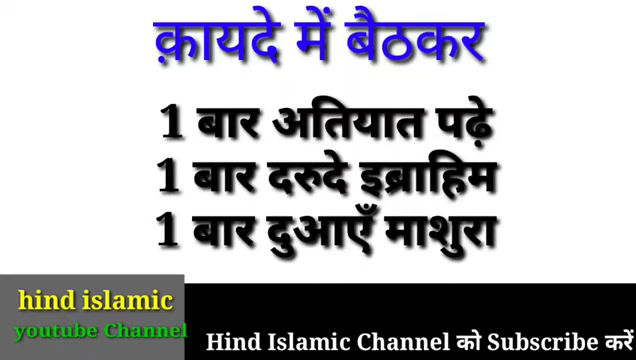 क़ायदे में बैठकर
1 बार अतियात पढ़े
1 बार दरुदे इब्राहिम
1 बार दुआएँ माशुरा
hind islamic
youtube Channel
Hind Islamic Channel को Subscribe करें